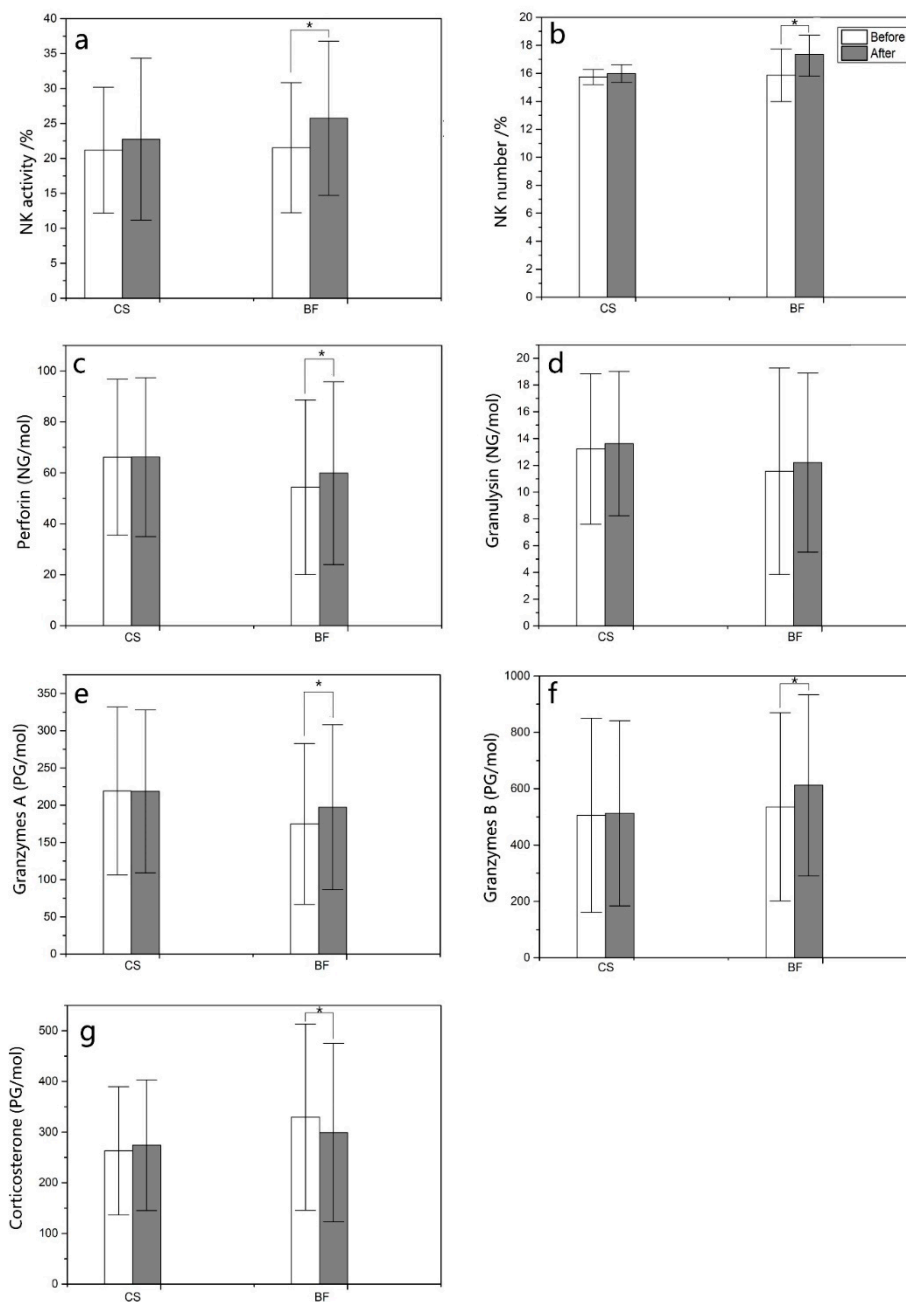 a
*
NK activity /%
40
35
30
25
20
15
10
5
0
CS
BF
b
*
Before
After
NK number /%
20
18
16
14
12
10
8
6
4
2
0
CS
BF
c
*
Perforin (NG/mol)
100
80
60
40
20
0
CS
BF
d
Granulysin (NG/mol)
20
18
16
14
12
10
8
6
4
2
0
CS
BF
e
*
Granzymes A (PG/mol)
350
300
250
200
150
100
50
0
CS
BF
f
*
Granzymes B (PG/mol)
1000
800
600
400
200
0
CS
BF
g
*
Corticosterone (PG/mol)
500
400
300
200
100
0
CS
BF